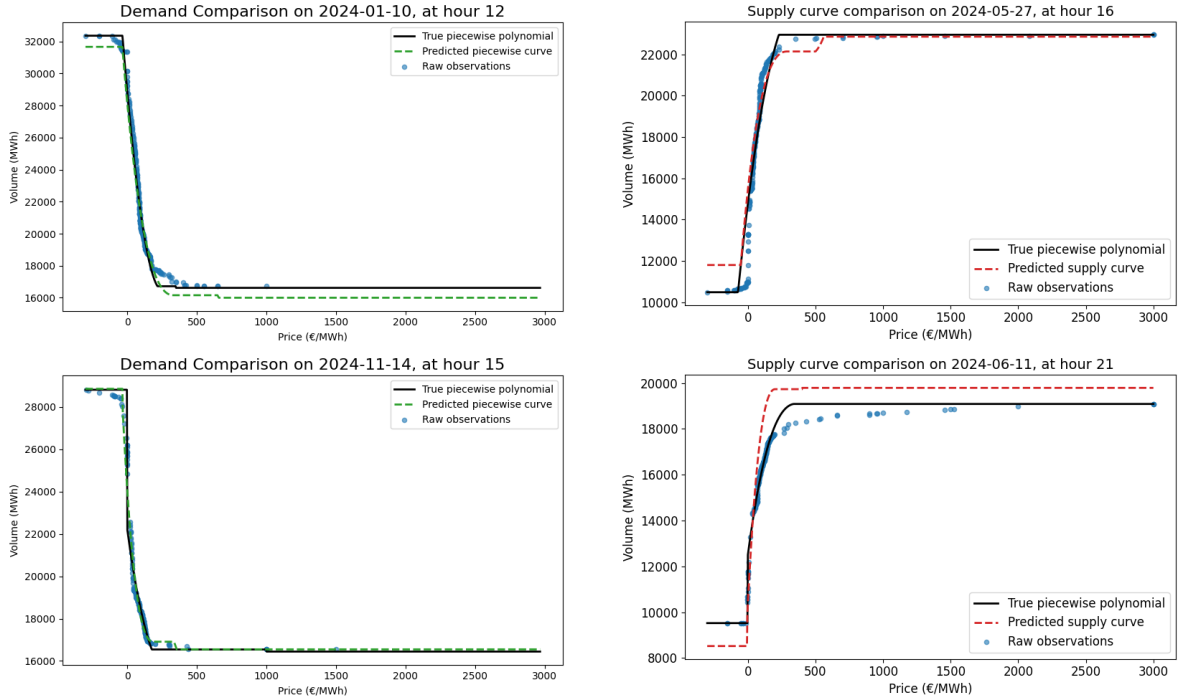 Demand Comparison on 2024-01-10, at hour 12
Volume (MWh)
32000
30000
28000
26000
24000
22000
20000
18000
16000
True piecewise polynomial
Predicted piecewise curve
Raw observations
0 500 1000 1500 2000 2500 3000
Price (€/MWh)
Supply curve comparison on 2024-05-27, at hour 16
Volume (MWh)
22000
20000
18000
16000
14000
12000
10000
True piecewise polynomial
Predicted supply curve
Raw observations
0 500 1000 1500 2000 2500 3000
Price (€/MWh)
Demand Comparison on 2024-11-14, at hour 15
Volume (MWh)
28000
26000
24000
22000
20000
18000
16000
True piecewise polynomial
Predicted piecewise curve
Raw observations
0 500 1000 1500 2000 2500 3000
Price (€/MWh)
Supply curve comparison on 2024-06-11, at hour 21
Volume (MWh)
20000
18000
16000
14000
12000
10000
8000
True piecewise polynomial
Predicted supply curve
Raw observations
0 500 1000 1500 2000 2500 3000
Price (€/MWh)